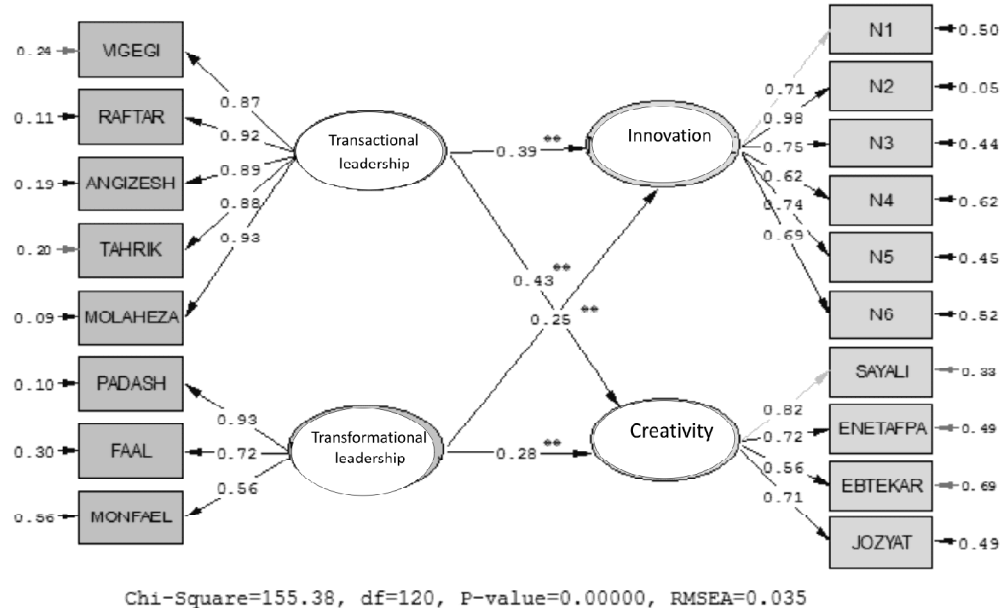 0.24
VIGEGI
0.87
0.11
RAFTAR
0.92
0.19
ANGIZESH
0.89
0.20
TAHRIK
0.88
0.09
MOLAHEZA
0.93
0.10
PADASH
0.93
0.30
FAAL
0.72
0.56
MONFAEL
0.56
Transactional
leadership
Transformational
leadership
0.39 **
0.43 **
0.25 **
0.28 **
Innovation
Creativity
0.71
N1
0.50
0.98
N2
0.05
0.75
N3
0.44
0.62
N4
0.62
0.74
N5
0.45
0.69
N6
0.52
0.82
SAYALI
0.33
0.72
ENETAFPA
0.49
0.56
EBTEKAR
0.69
0.71
JOZYAT
0.49
Chi-Square=155.38, df=120, P-value=0.00000, RMSEA=0.035